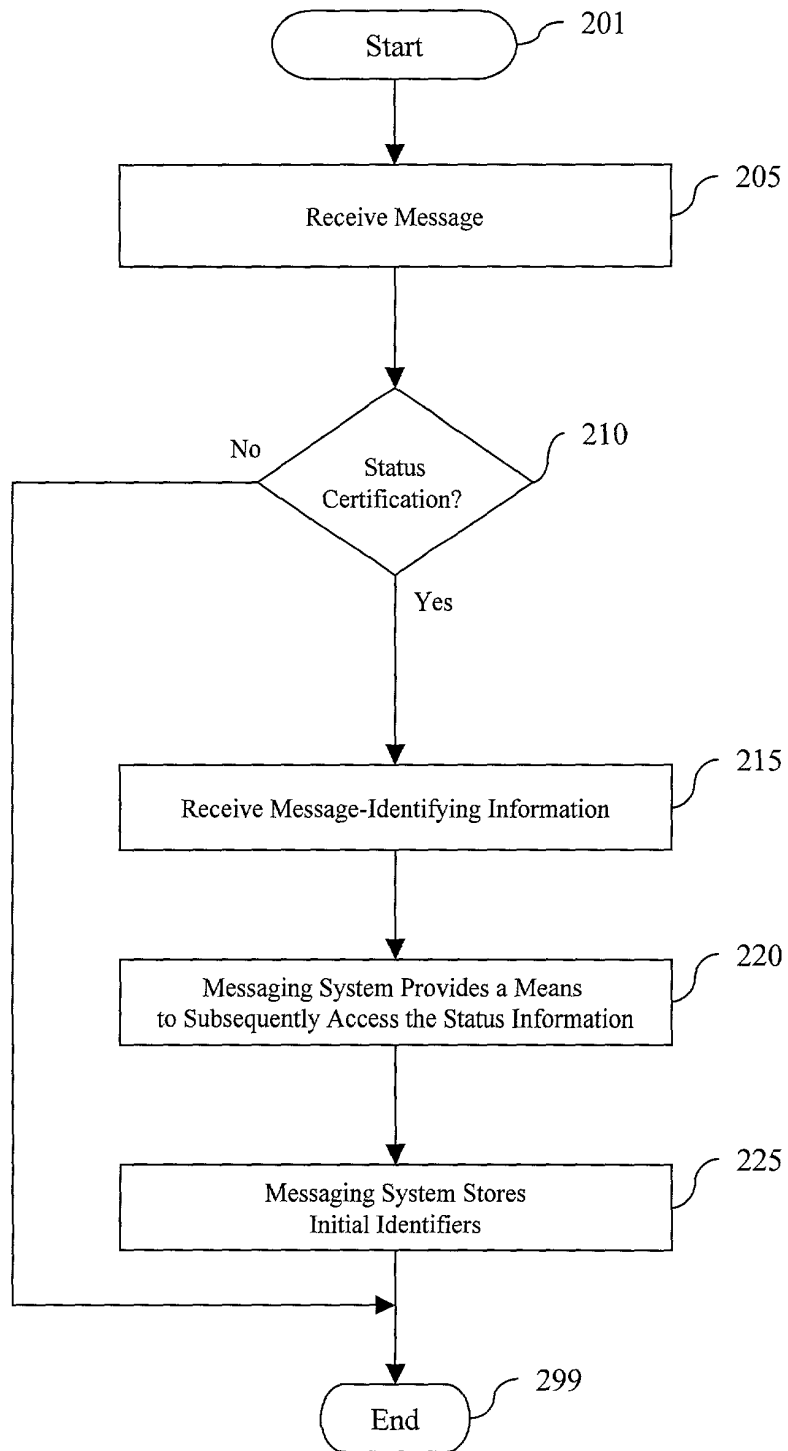 Start
201
Receive Message
205
No
Status
Certification?
210
Yes
Receive Message-Identifying Information
215
Messaging System Provides a Means
to Subsequently Access the Status Information
220
Messaging System Stores
Initial Identifiers
225
End
299